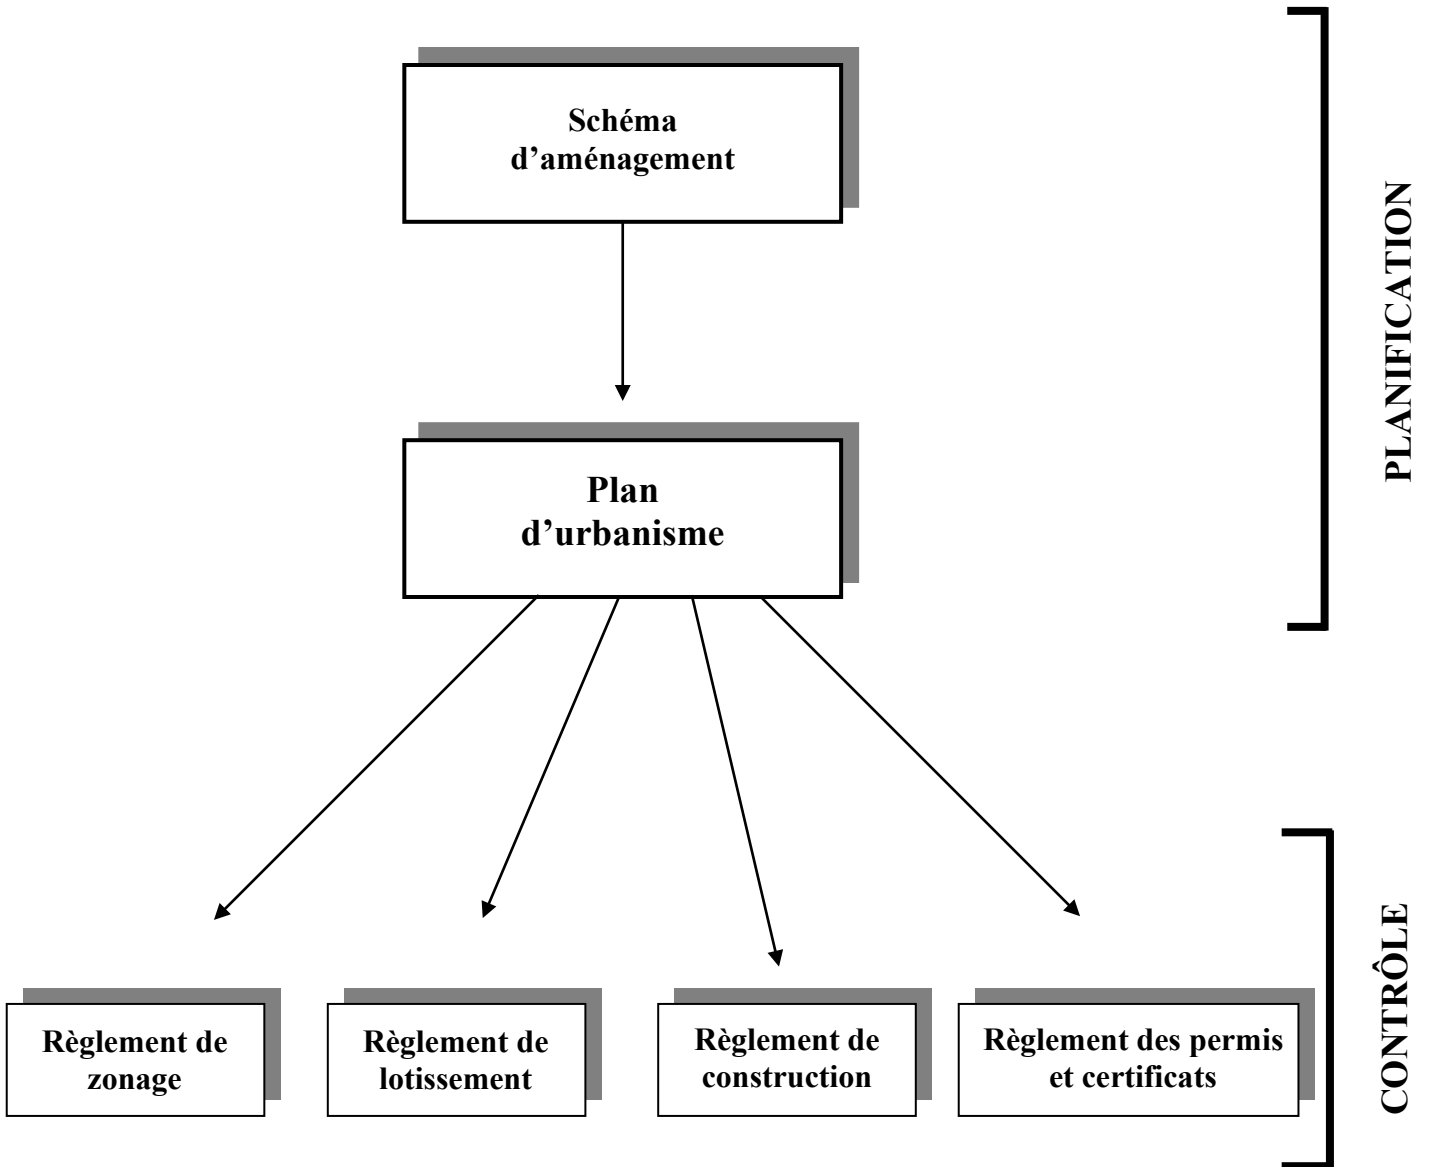 Schéma
d’aménagement
PLANIFICATION
Plan
d’urbanisme
CONTRÔLE
Règlement de
zonage
Règlement de
lotissement
Règlement de
construction
Règlement des permis
et certificats